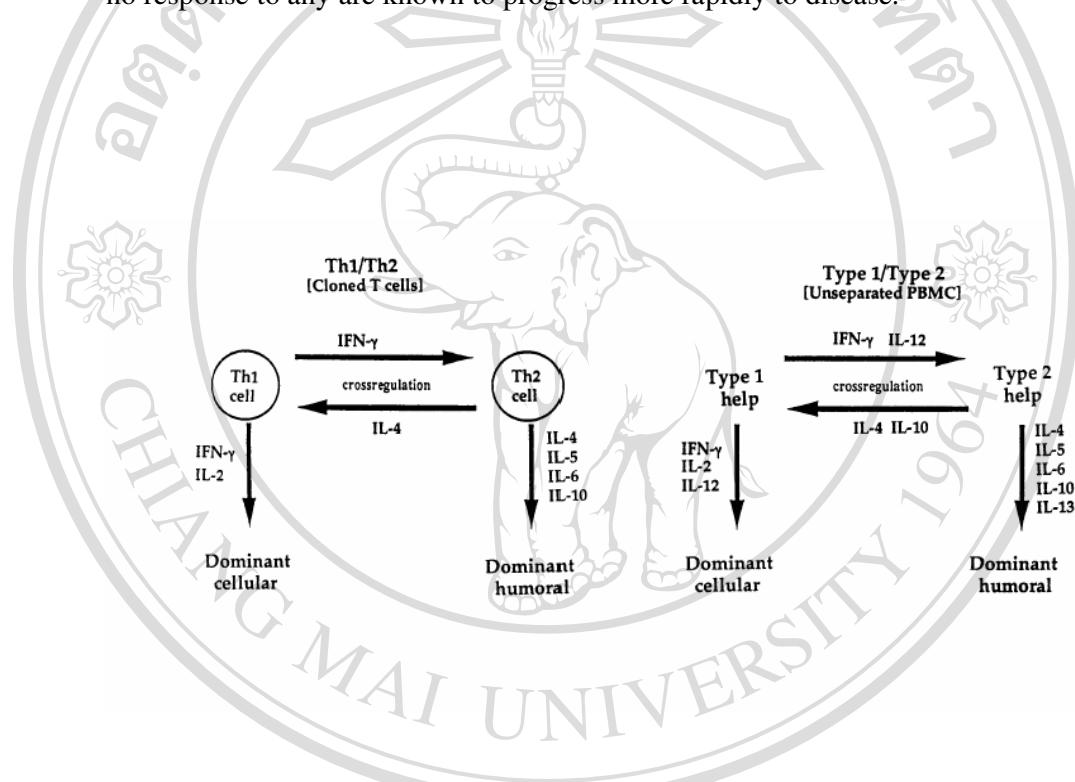 no response to any are known to progress more rapidly to disease.
Th1/Th2
[Cloned T cells]
IFN-γ
Th1
cell
crossregulation
Th2
cell
IL-4
IFN-γ
IL-2
IL-4
IL-5
IL-6
IL-10
Dominant
cellular
Dominant
humoral
Type 1/Type 2
[Unseparated PBMC]
IFN-γ IL-12
Type 1
help
crossregulation
Type 2
help
IL-4 IL-10
IFN-γ
IL-2
IL-12
IL-4
IL-5
IL-6
IL-10
IL-13
Dominant
cellular
Dominant
humoral
CHIANG MAI UNIVERSITY 1964